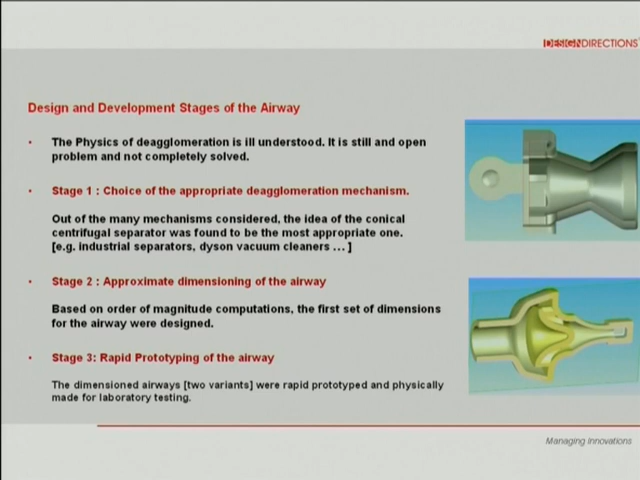 DESIGNDIRECTIONS
Design and Development Stages of the Airway
• The Physics of deagglomeration is ill understood. It is still and open
problem and not completely solved.
• Stage 1 : Choice of the appropriate deagglomeration mechanism.
Out of the many mechanisms considered, the idea of the conical
centrifugal separator was found to be the most appropriate one.
[e.g. industrial separators, dyson vacuum cleaners ... ]
• Stage 2 : Approximate dimensioning of the airway
Based on order of magnitude computations, the first set of dimensions
for the airway were designed.
• Stage 3: Rapid Prototyping of the airway
The dimensioned airways [two variants] were rapid prototyped and physically
made for laboratory testing.
Managing innovations